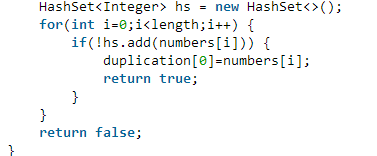 HashSet<Integer> hs = new HashSet<>();
for(int i=0;i<length;i++) {
if(!hs.add(numbers[i])) {
duplication[0]=numbers[i];
return true;
}
}
return false;
}